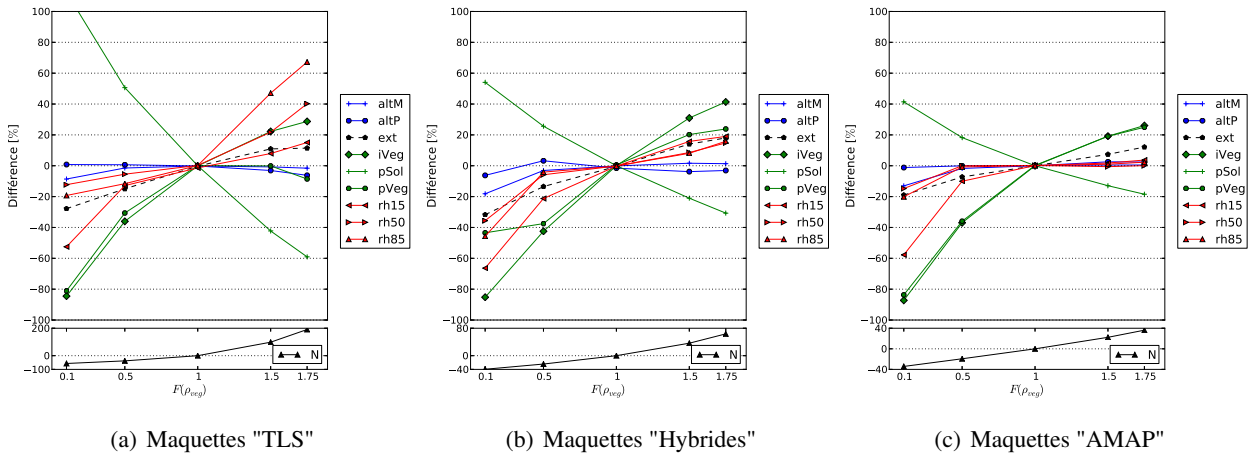 100
80
60
40
20
0
−20
−40
−60
−80
−100
Différence [%]
altM
altP
ext
iVeg
pSol
pVeg
rh15
rh50
rh85
200
0
−100
N
0.1
0.5
1
1.5
1.75
F(ρveg)
(a) Maquettes "TLS"
100
80
60
40
20
0
−20
−40
−60
−80
−100
Différence [%]
altM
altP
ext
iVeg
pSol
pVeg
rh15
rh50
rh85
80
0
−40
N
0.1
0.5
1
1.5
1.75
F(ρveg)
(b) Maquettes "Hybrides"
100
80
60
40
20
0
−20
−40
−60
−80
−100
Différence [%]
altM
altP
ext
iVeg
pSol
pVeg
rh15
rh50
rh85
40
0
−40
N
0.1
0.5
1
1.5
1.75
F(ρveg)
(c) Maquettes "AMAP"